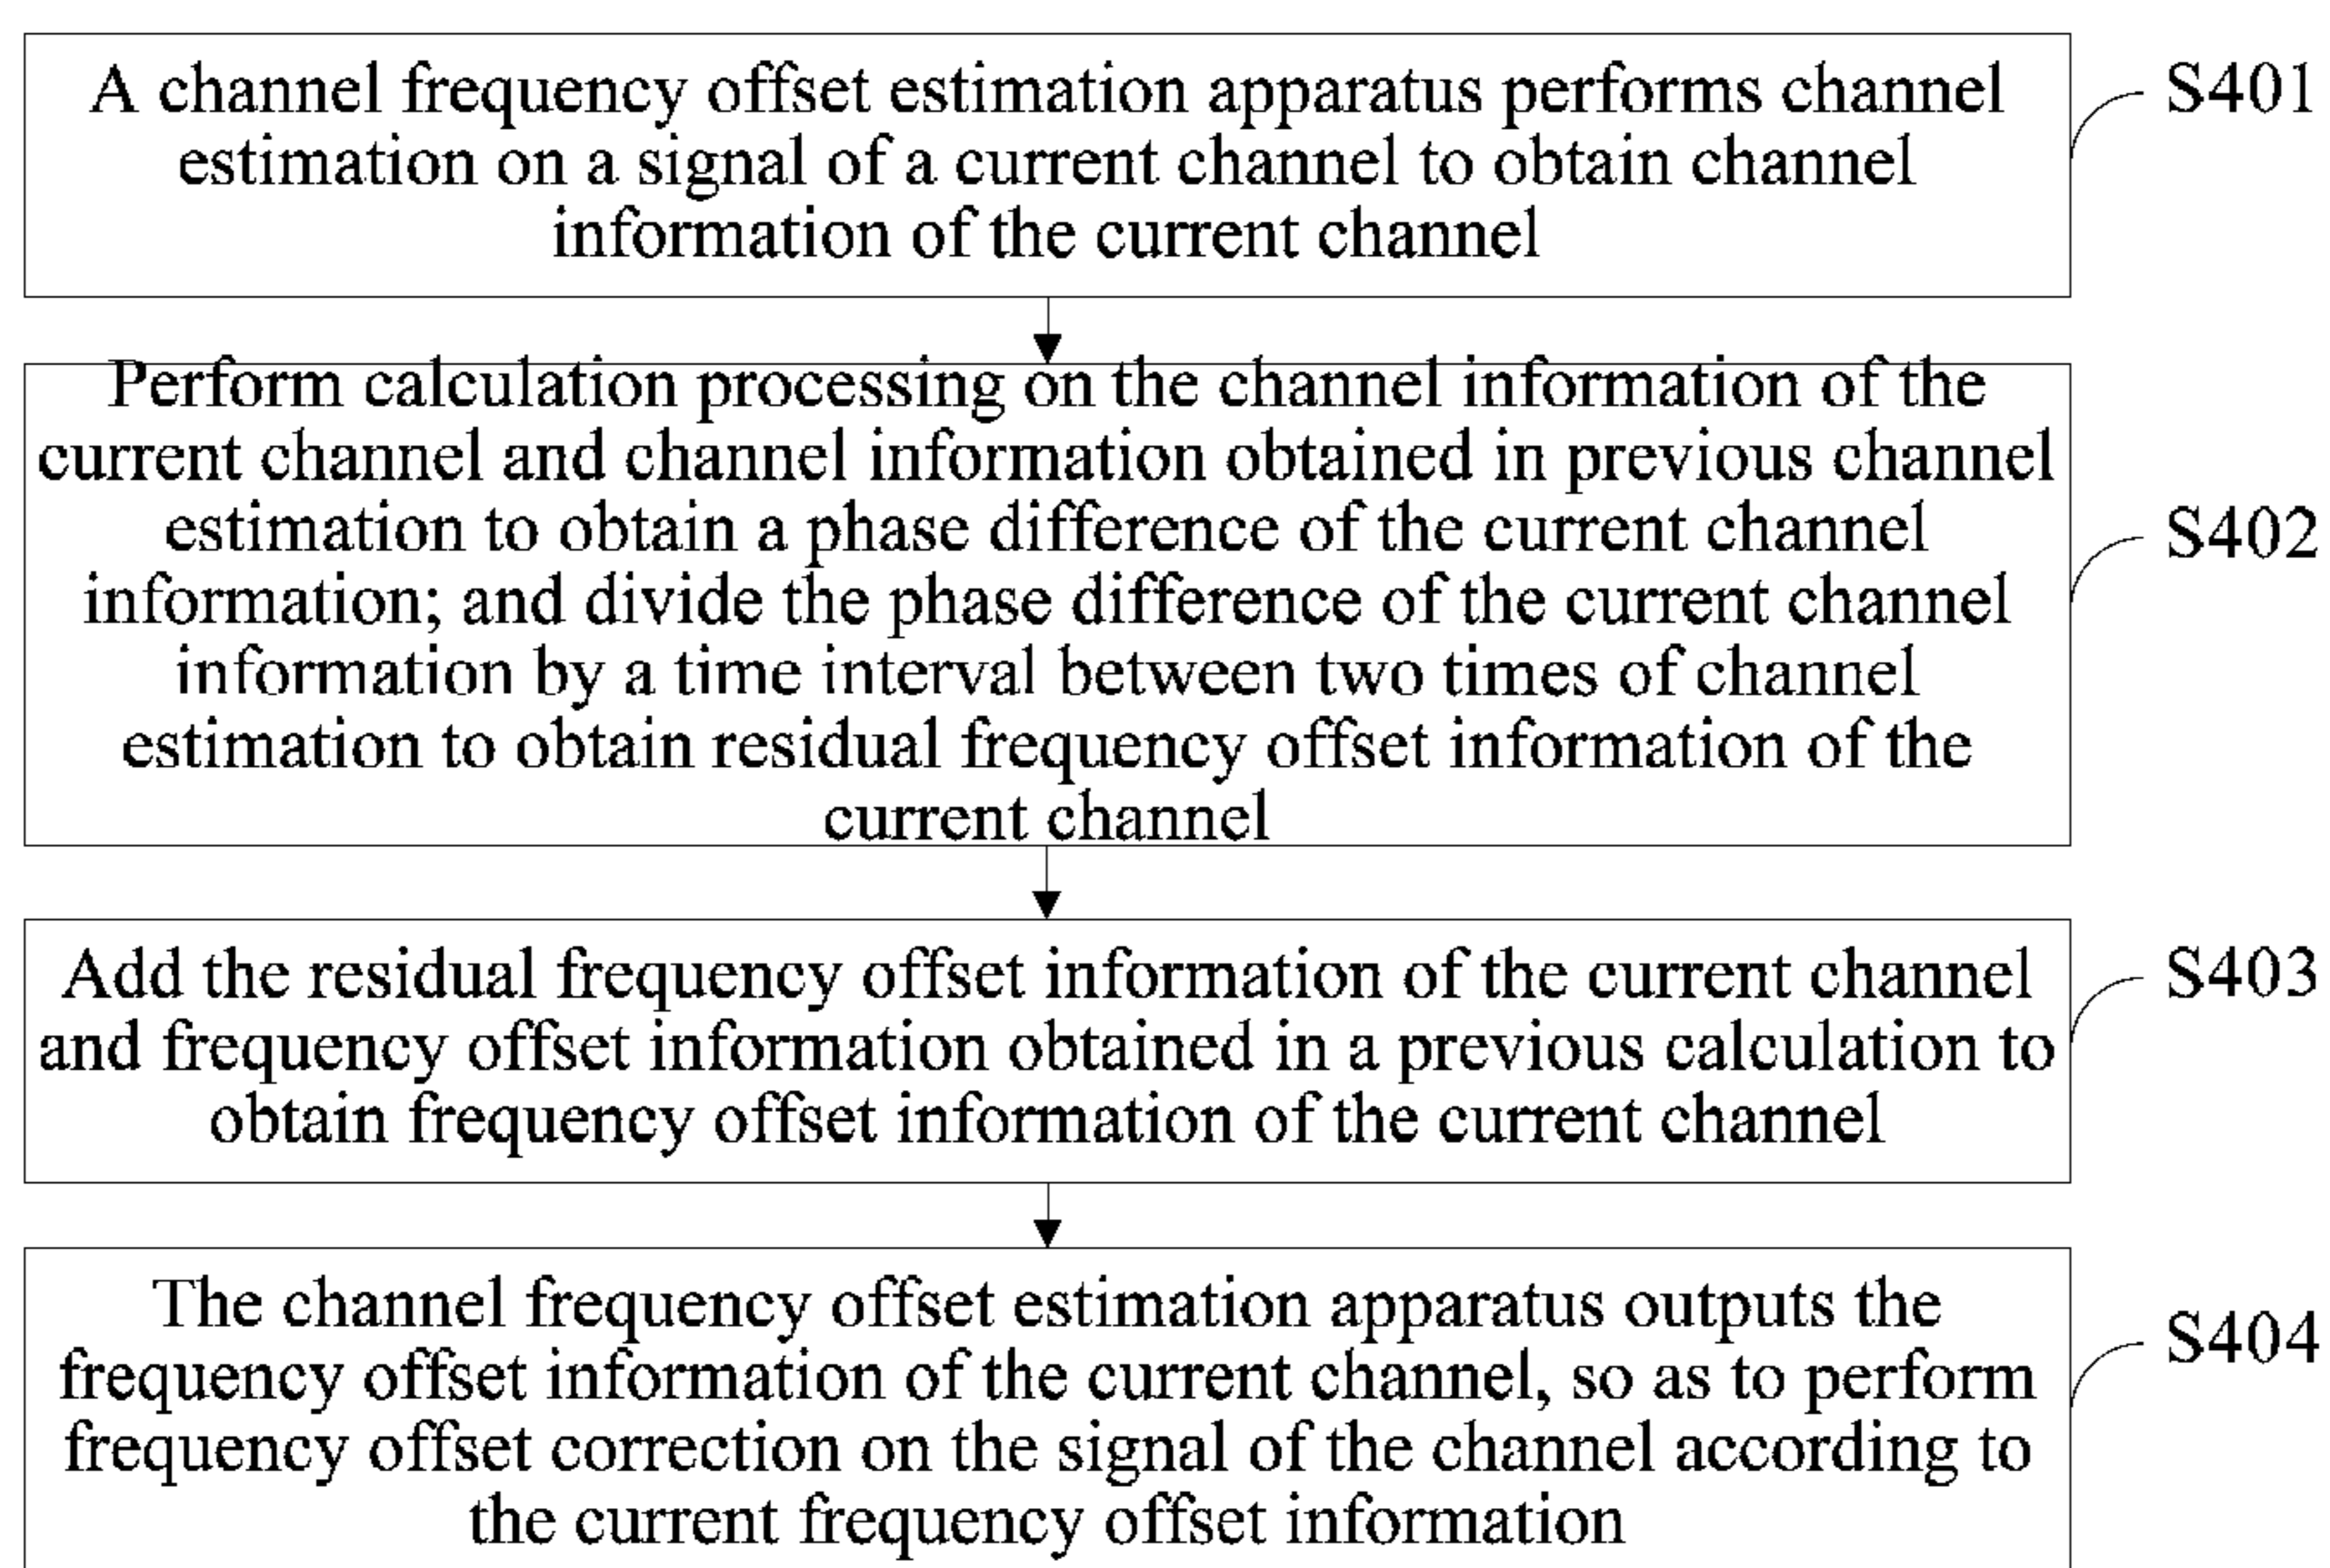 A channel frequency offset estimation apparatus performs channel
estimation on a signal of a current channel to obtain channel
information of the current channel
S401
Perform calculation processing on the channel information of the
current channel and channel information obtained in previous channel
estimation to obtain a phase difference of the current channel
information; and divide the phase difference of the current channel
information by a time interval between two times of channel
estimation to obtain residual frequency offset information of the
current channel
S402
Add the residual frequency offset information of the current channel
and frequency offset information obtained in a previous calculation to
obtain frequency offset information of the current channel
S403
The channel frequency offset estimation apparatus outputs the
frequency offset information of the current channel, so as to perform
frequency offset correction on the signal of the channel according to
the current frequency offset information
S404